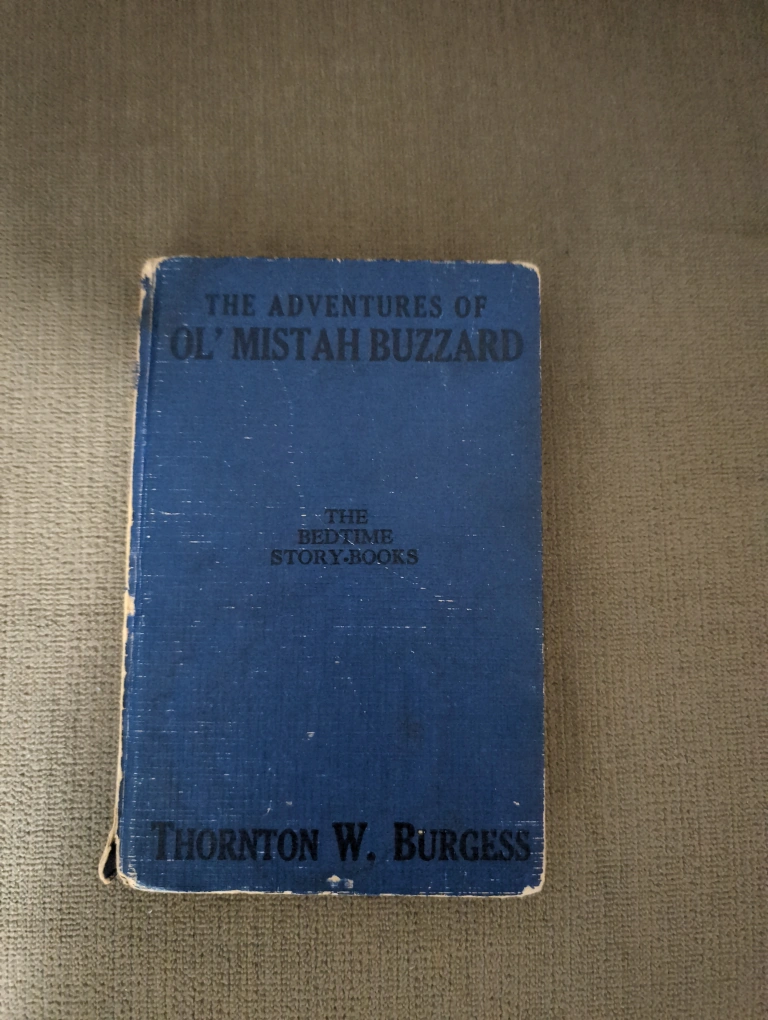 THE ADVENTURES OF
OL' MISTAH BUZZARD
THE
BEDTIME
STORY-BOOKS
THORNTON W. BURGESS